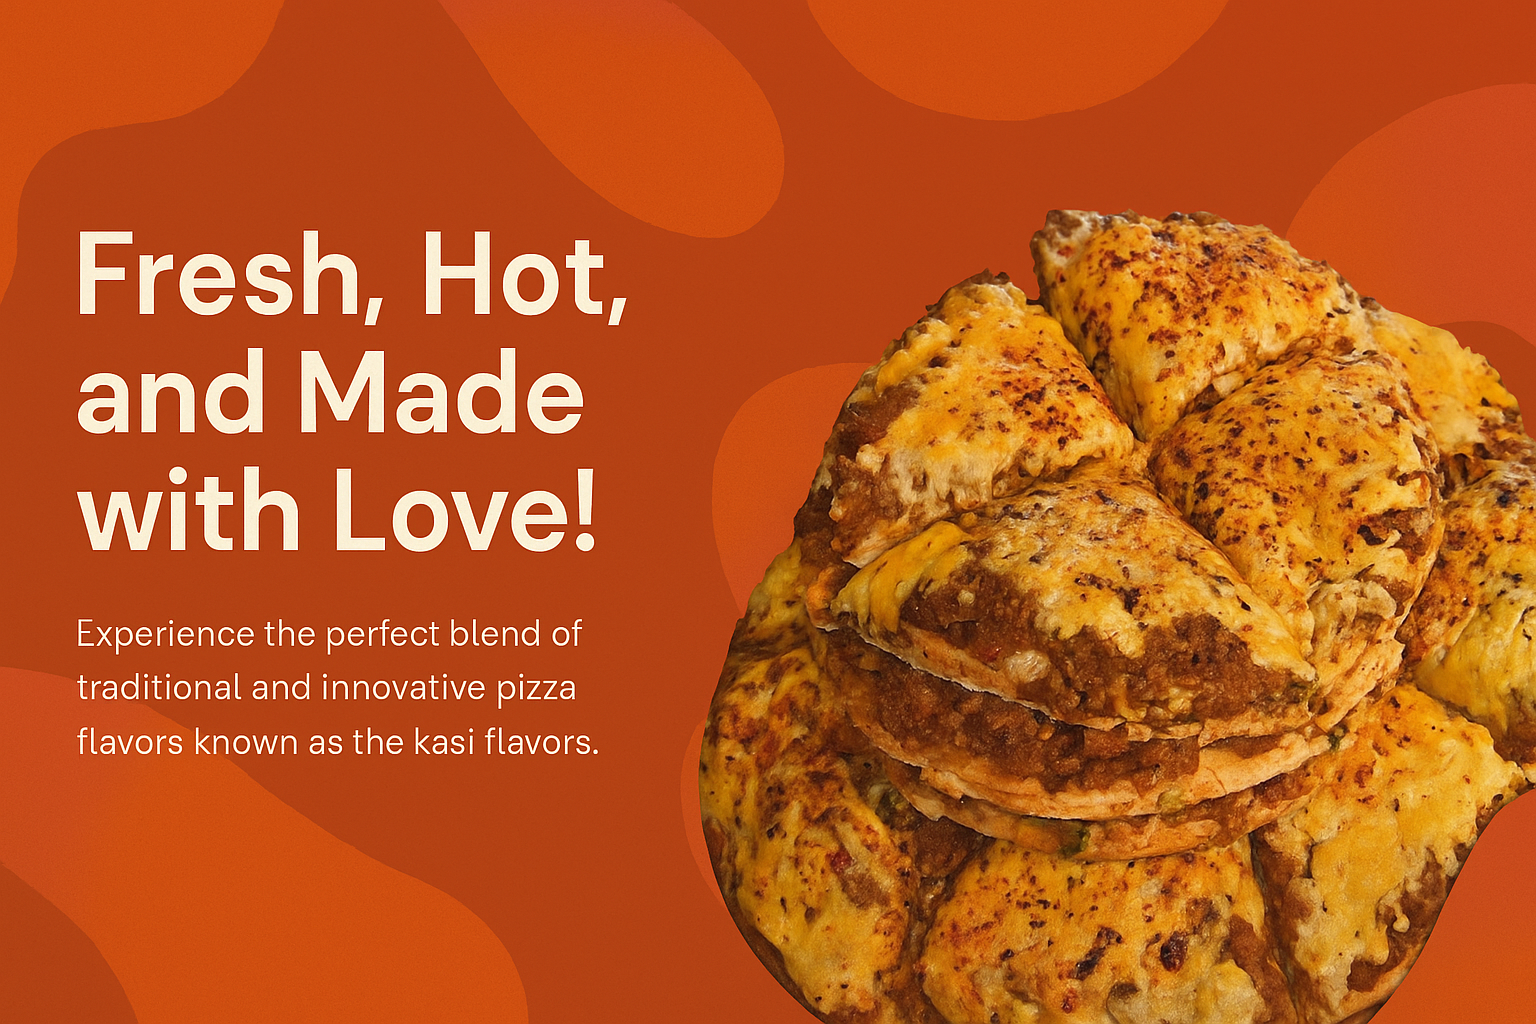 Fresh, Hot,
and Made
with Love!
Experience the perfect blend of
traditional and innovative pizza
flavors known as the kasi flavors.